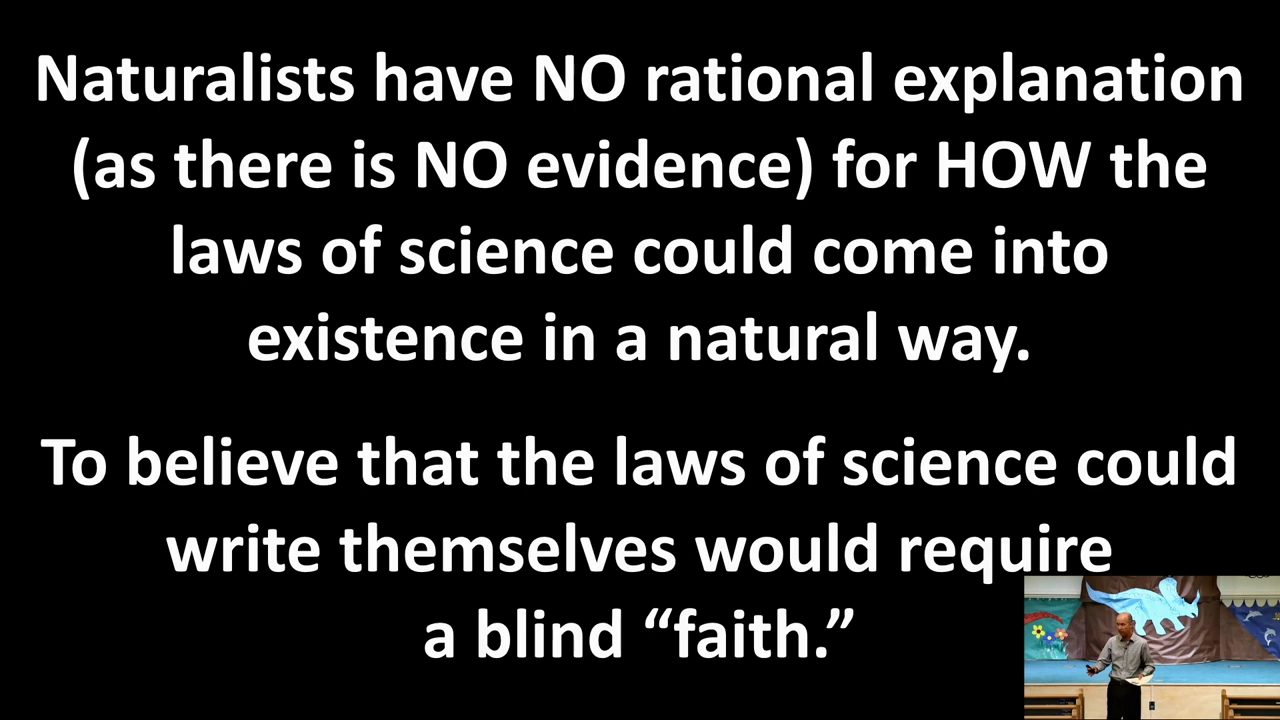 Naturalists have NO rational explanation
(as there is NO evidence) for HOW the
laws of science could come into
existence in a natural way.
To believe that the laws of science could
write themselves would require
a blind “faith.”